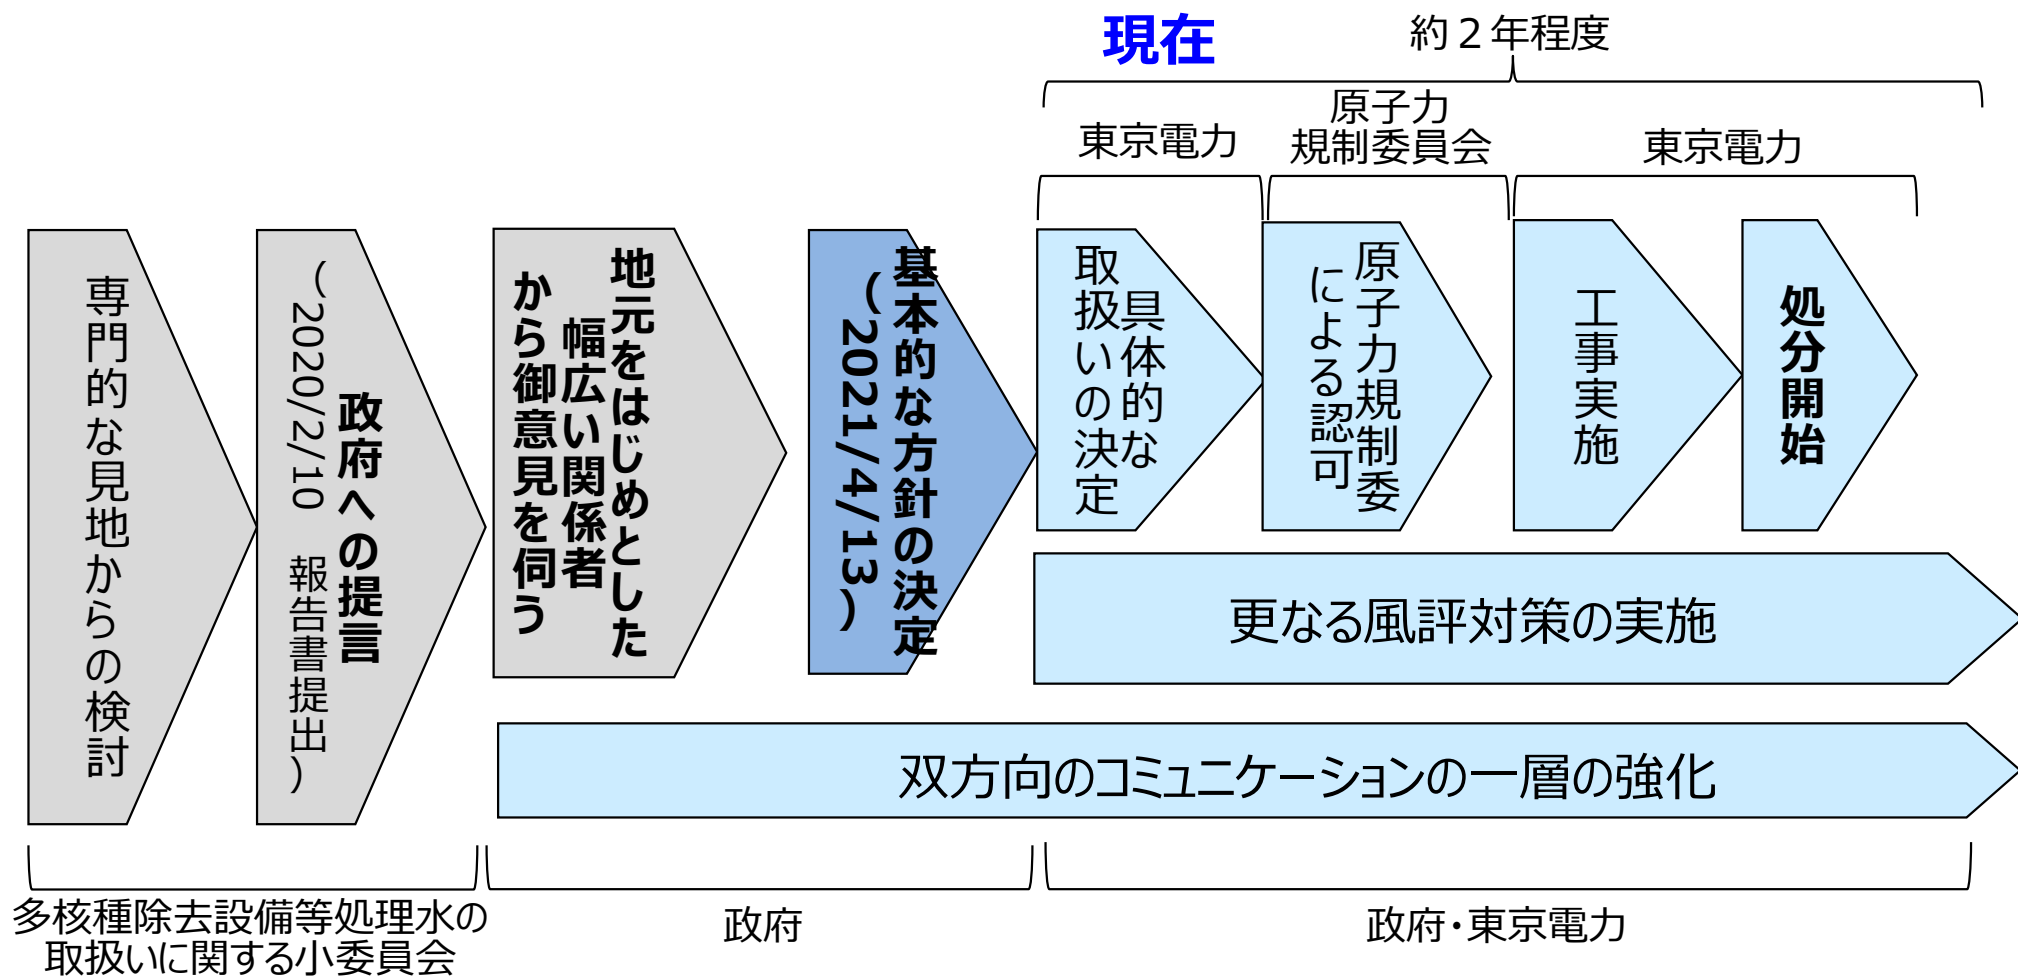 現在
約２年程度
東京電力
原子力
規制委員会
東京電力
専門的な見地からの検討
政府への提言
（2020/2/10　報告書提出）
地元をはじめとした
幅広い関係者
から御意見を伺う
基本的な方針の決定
（2021/4/13）
具体的な
取扱いの決定
原子力規制委
による認可
工事実施
処分開始
更なる風評対策の実施
双方向のコミュニケーションの一層の強化
多核種除去設備等処理水の
取扱いに関する小委員会
政府
政府・東京電力